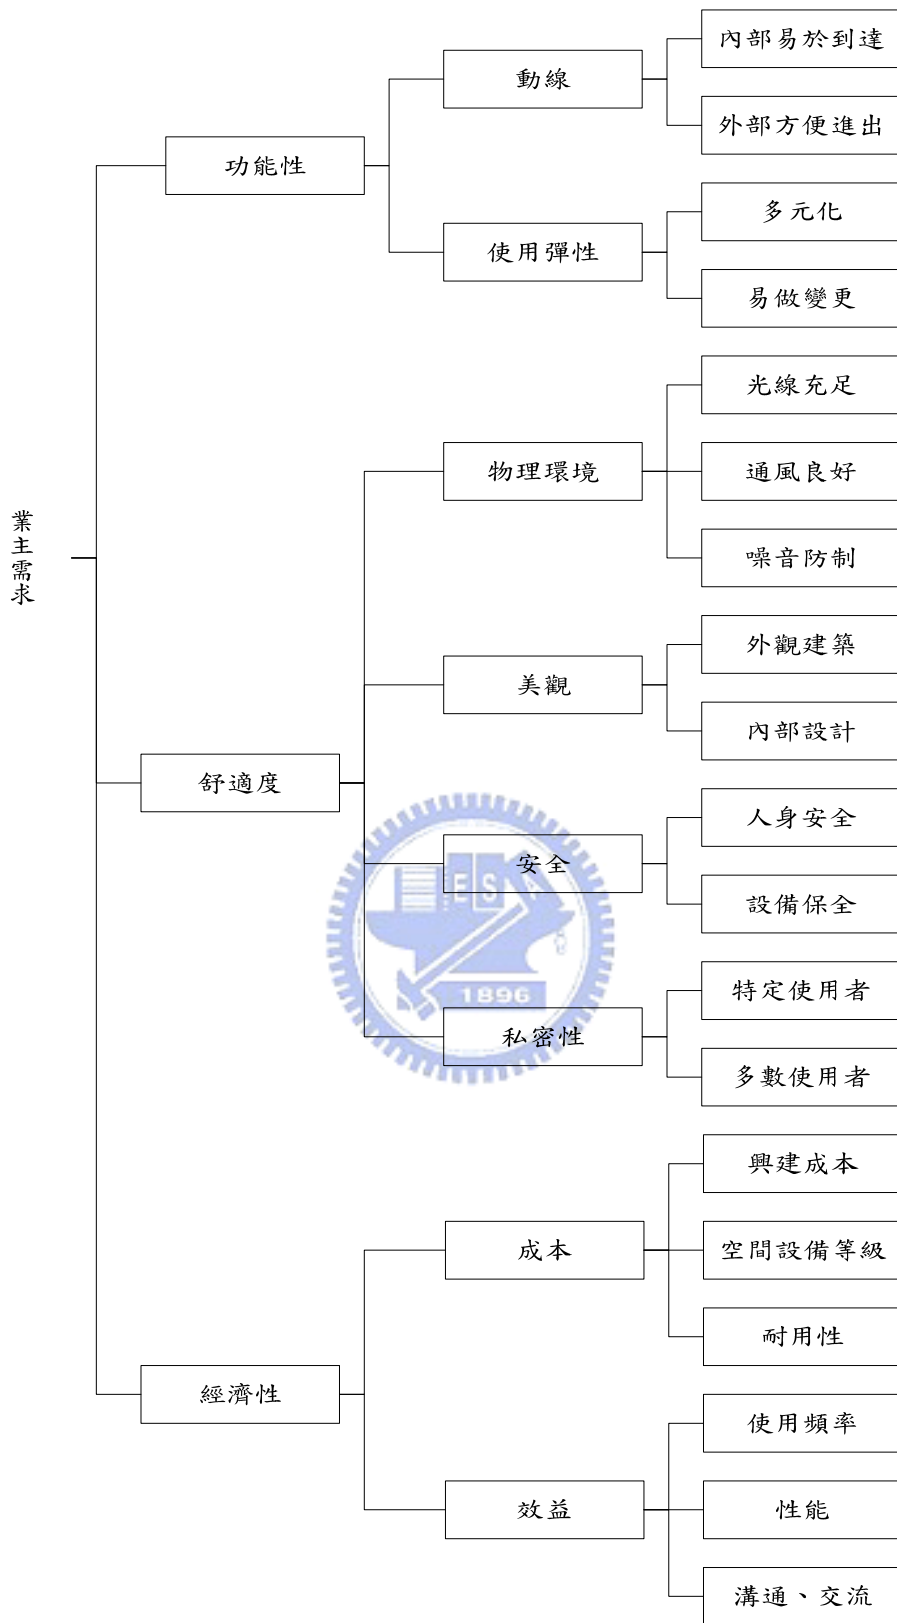 業主需求
功能性
動線
內部易於到達
外部方便進出
使用彈性
多元化
易做變更
舒適度
物理環境
光線充足
通風良好
噪音防制
美觀
外觀建築
內部設計
安全
人身安全
設備保全
私密性
特定使用者
多數使用者
經濟性
成本
興建成本
空間設備等級
耐用性
效益
使用頻率
性能
溝通、交流
ES
1896